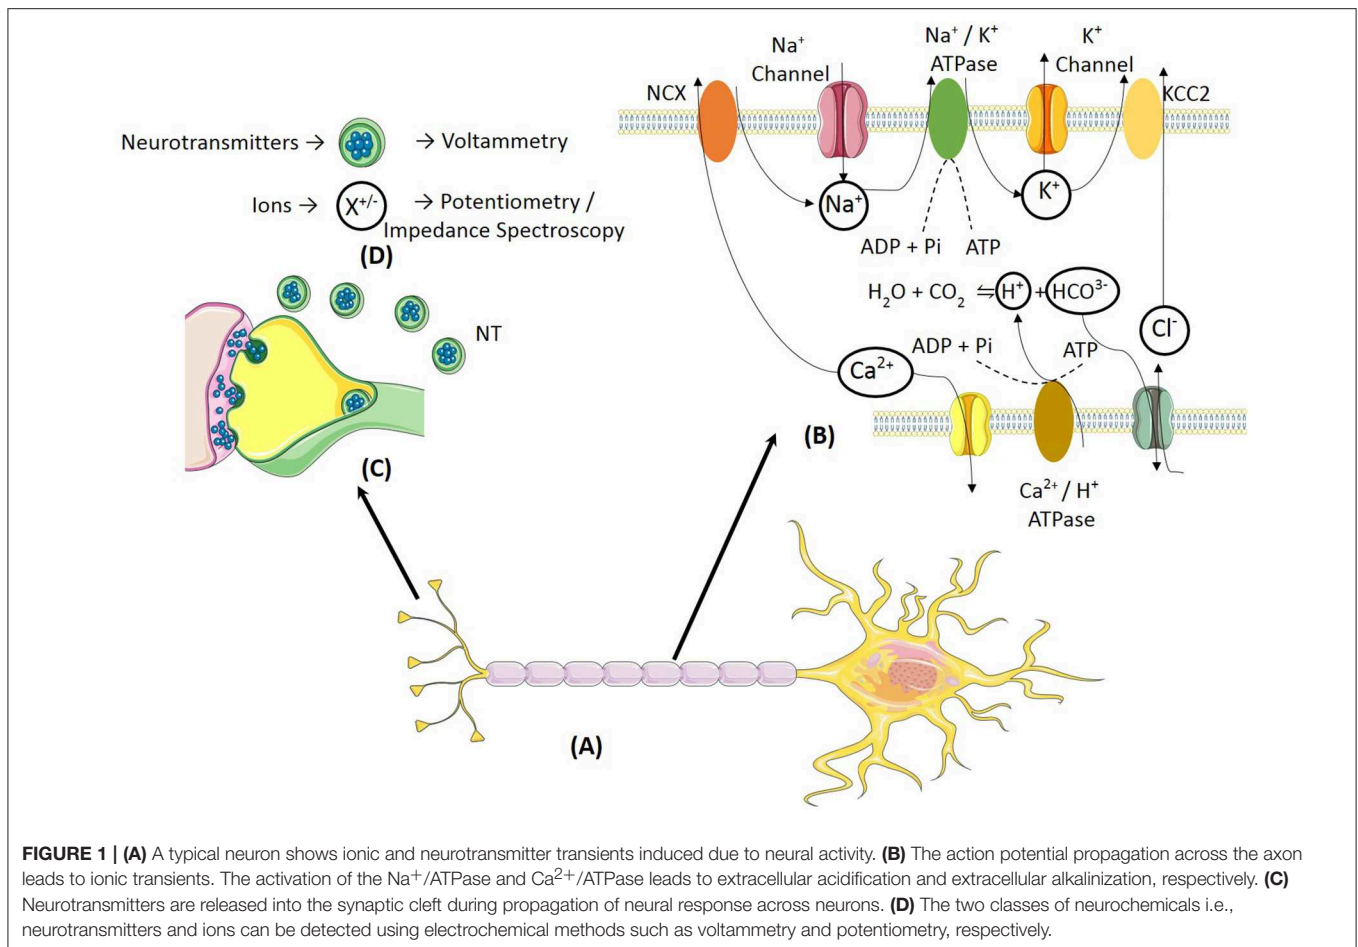 Na⁺
Channel
Na⁺ / K⁺
ATPase
K⁺
Channel
NCX
KCC2
Neurotransmitters → → Voltammetry
Ions → X⁺/⁻ → Potentiometry /
Impedance Spectroscopy
(D)
Na⁺
K⁺
ADP + Pi ATP
H₂O + CO₂ ⇋ H⁺ + HCO³⁻
Cl⁻
NT
ADP + Pi ATP
Ca²⁺
(B)
(C)
Ca²⁺ / H⁺
ATPase
(A)
FIGURE 1 | (A) A typical neuron shows ionic and neurotransmitter transients induced due to neural activity. (B) The action potential propagation across the axon
leads to ionic transients. The activation of the Na⁺/ATPase and Ca²⁺/ATPase leads to extracellular acidification and extracellular alkalinization, respectively. (C)
Neurotransmitters are released into the synaptic cleft during propagation of neural response across neurons. (D) The two classes of neurochemicals i.e.,
neurotransmitters and ions can be detected using electrochemical methods such as voltammetry and potentiometry, respectively.